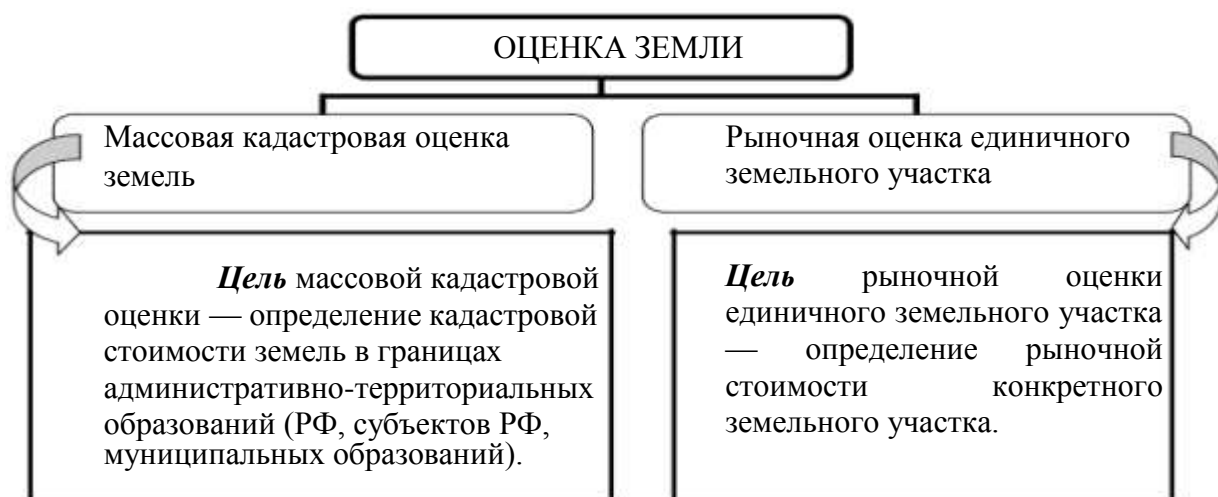 ОЦЕНКА ЗЕМЛИ
Массовая кадастровая оценка
земель
Рыночная оценка единичного
земельного участка
Цель массовой кадастровой
оценки — определение кадастровой
стоимости земель в границах
административно-территориальных
образований (РФ, субъектов РФ,
муниципальных образований).
Цель рыночной оценки
единичного земельного участка
— определение рыночной
стоимости конкретного
земельного участка.